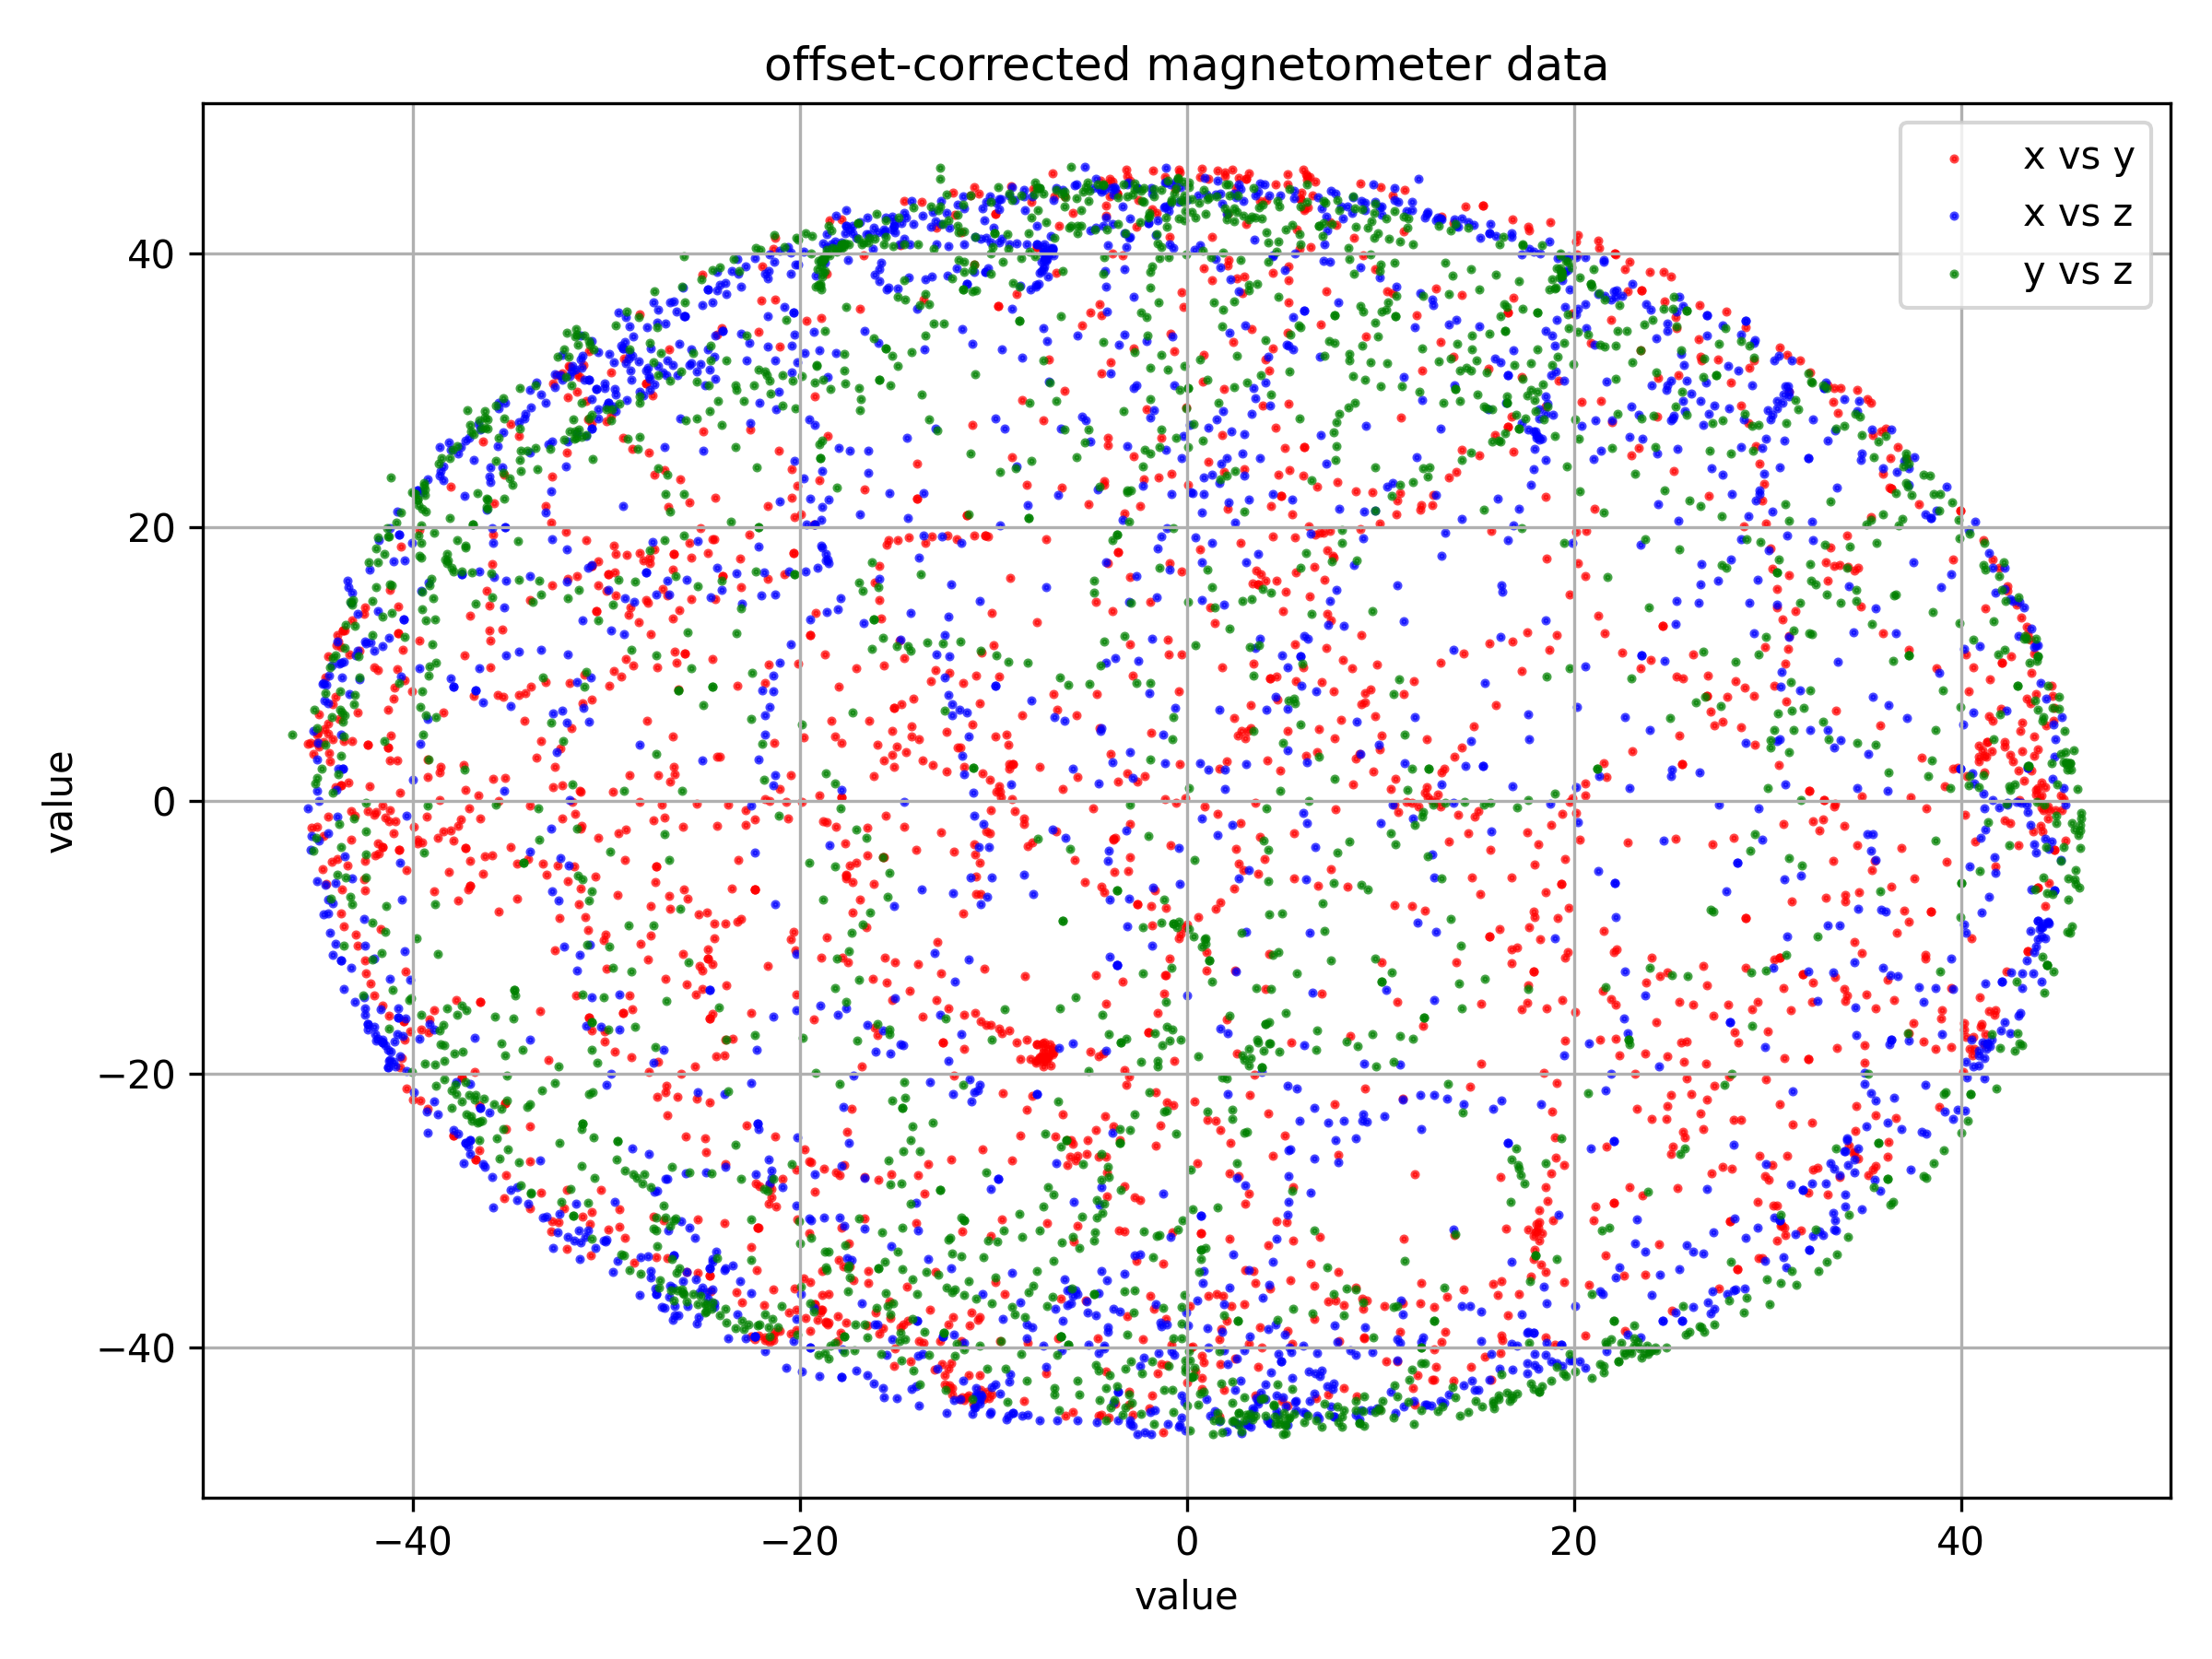 offset-corrected magnetometer data
x vs y
x vs z
y vs z
40
20
0
−20
−40
value
−40 −20 0 20 40
value